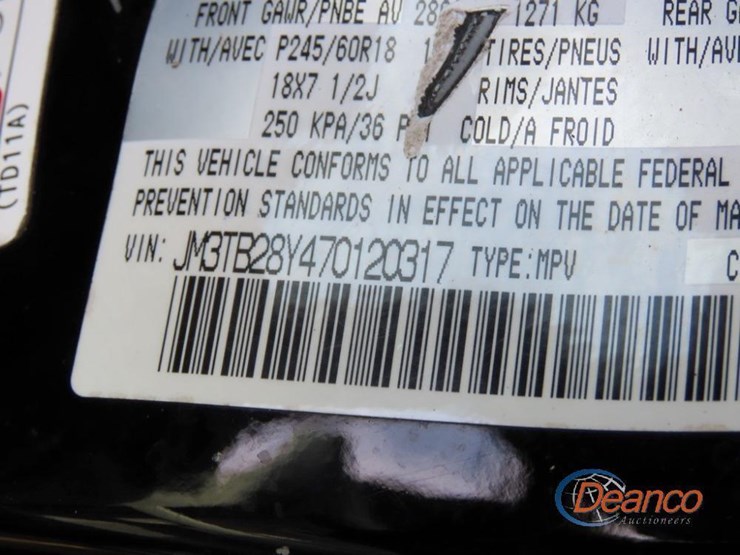 FRONT GAWR/PNBE AV 1271 KG REAR
WITH/AVEC P245/60R18 TIRES/PNEUS WITH/
18X7 1/2J RIMS/JANTES
250 KPA/36 COLD/A FROID
THIS VEHICLE CONFORMS TO ALL APPLICABLE FEDERAL
PREVENTION STANDARDS IN EFFECT ON THE DATE OF MA
VIN: JM3TB28Y470120317 TYPE:MPV C
(TD11A)
Deanco
Auctioneers